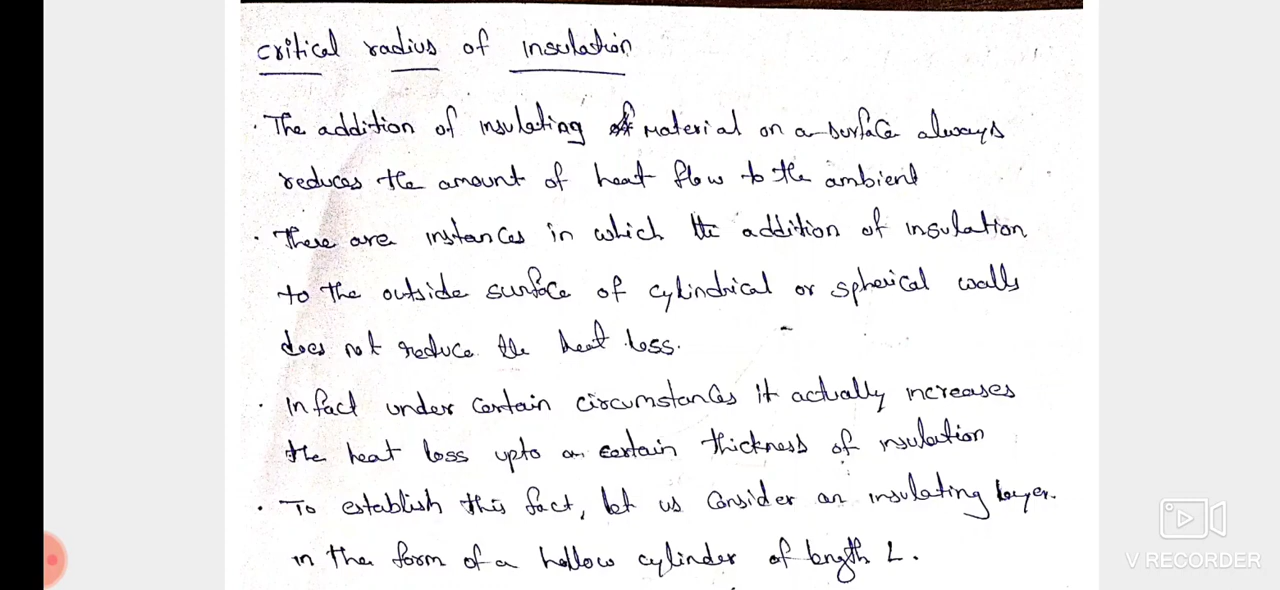 critical radius of insulation
. The addition of insulating material on a surface always
reduces the amount of heat flow to the ambient
. There are instances in which the addition of insulation
to the outside surface of cylindrical or spherical walls
does not reduce the heat loss.
. Infact under certain circumstances it actually increases
the heat loss upto a certain thickness of insulation
. To establish this fact, let us consider an insulating layer.
in the form of a hollow cylinder of length L.
V RECORDER